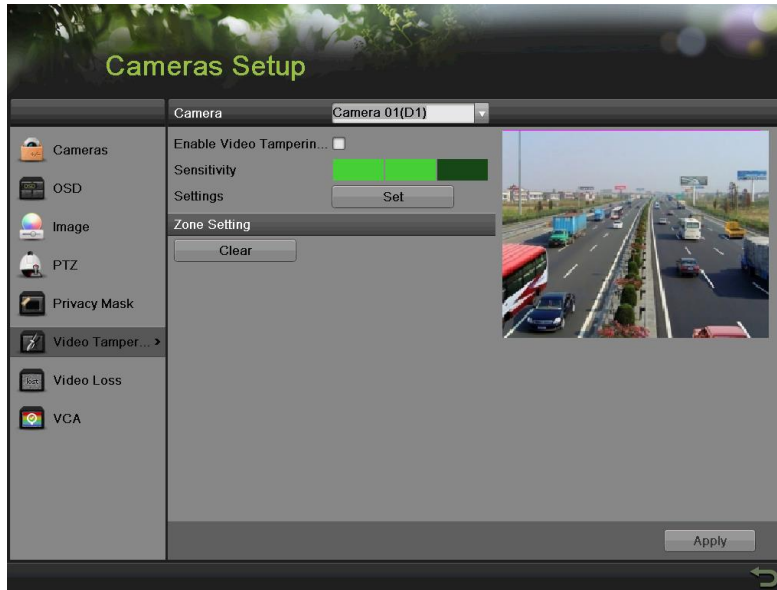 Cameras Setup
Camera
Camera 01(D1)
Cameras
OSD
Image
PTZ
Privacy Mask
Video Tamper...
Video Loss
VCA
Enable Video Tamperin...
Sensitivity
Settings
Set
Zone Setting
Clear
Apply